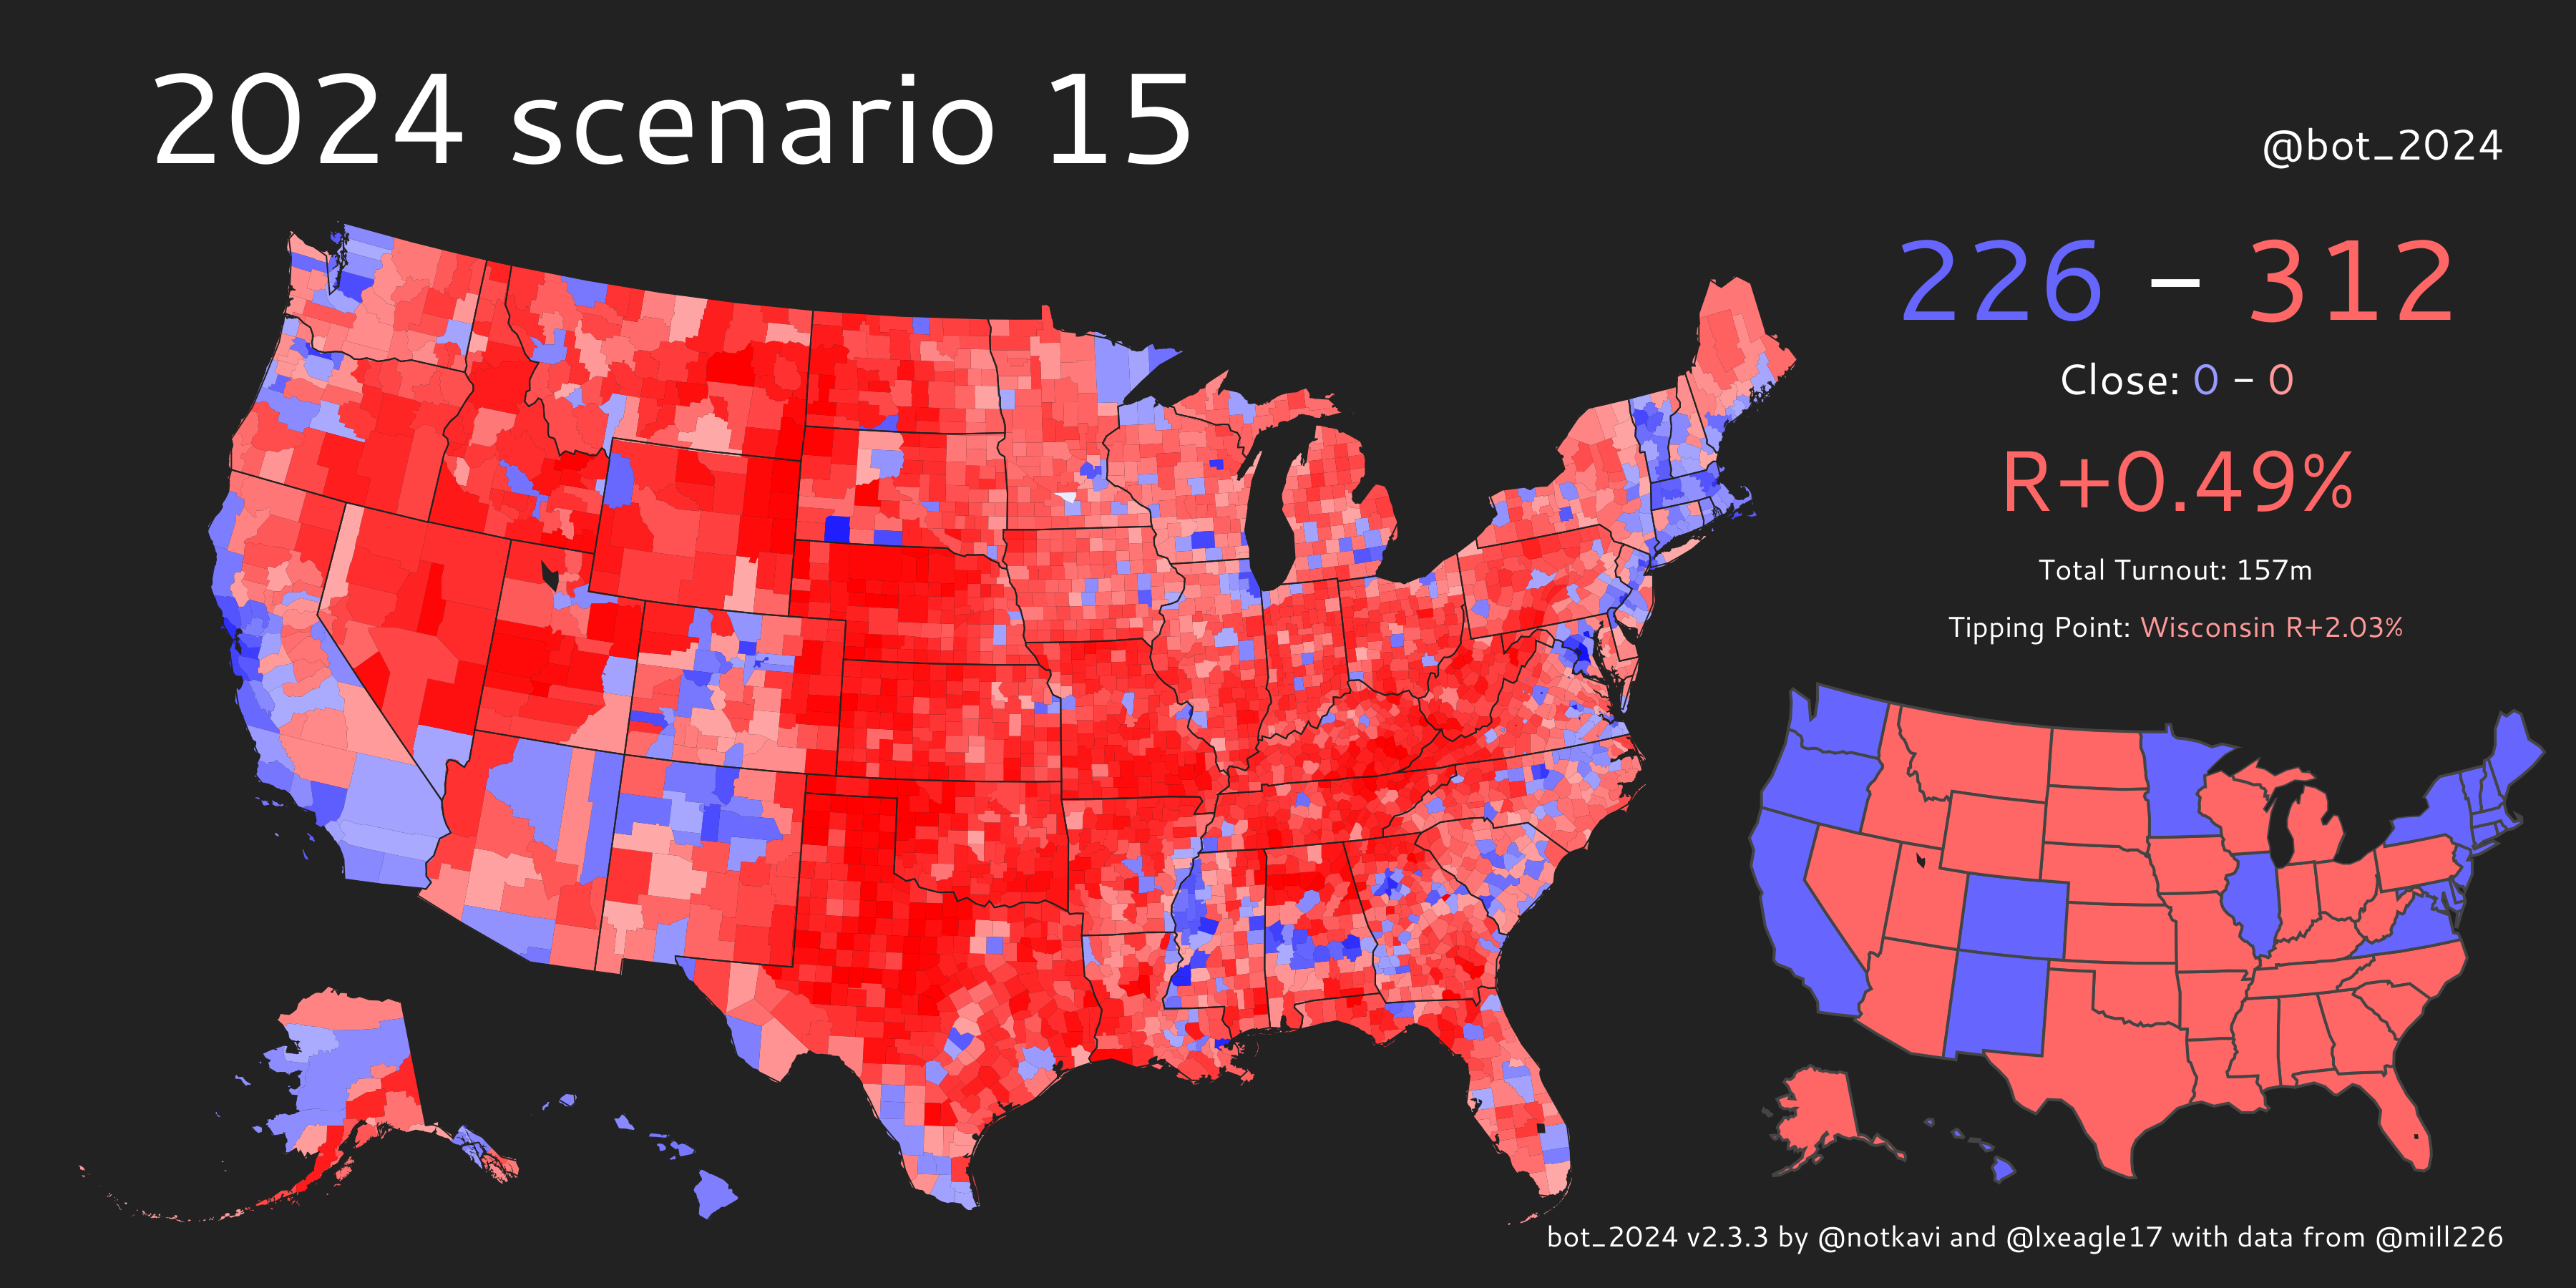 2024 scenario 15
@bot_2024
226 – 312
Close: 0 - 0
R+0.49%
Total Turnout: 157m
Tipping Point: Wisconsin R+2.03%
bot_2024 v2.3.3 by @notkavi and @lxeagle17 with data from @mill226